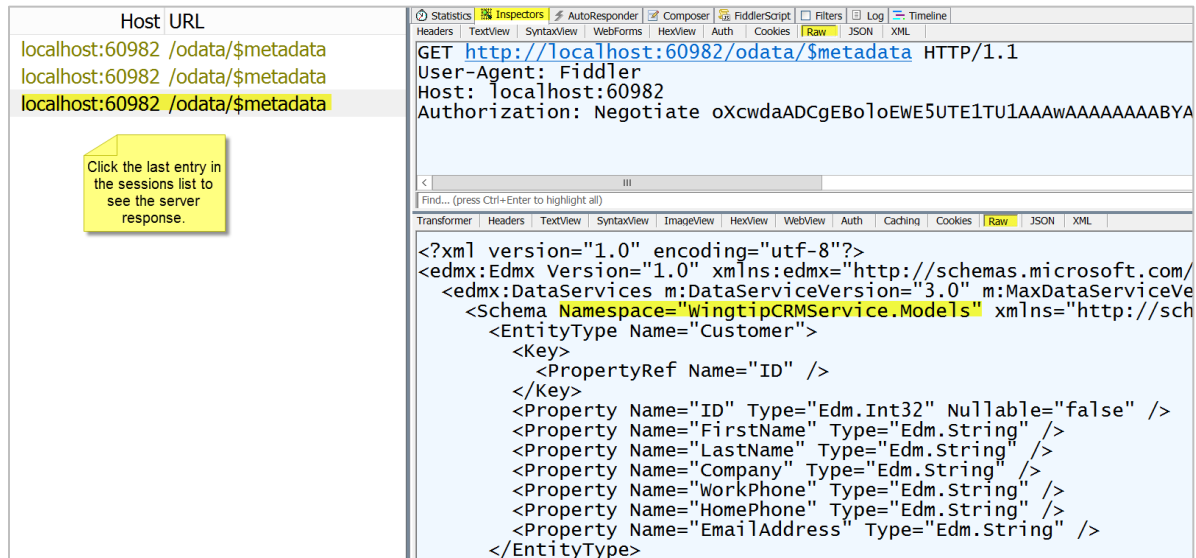 Host URL
localhost:60982 /odata/$metadata
localhost:60982 /odata/$metadata
localhost:60982 /odata/$metadata
Click the last entry in
the sessions list to
see the server
response.
Statistics Inspectors AutoResponder Composer FiddlerScript Filters Log Timeline
Headers TextView SyntaxView WebForms HexView Auth Cookies Raw JSON XML
GET http://localhost:60982/odata/$metadata HTTP/1.1
User-Agent: Fiddler
Host: localhost:60982
Authorization: Negotiate oXcwdaADCgEBoloEWE5UTE1TU1AAAwAAAAAAAABYA
Find... (press Ctrl+Enter to highlight all)
Transformer Headers TextView SyntaxView ImageView HexView WebView Auth Caching Cookies Raw JSON XML
<?xml version="1.0" encoding="utf-8"?>
<edmx:Edmx Version="1.0" xmlns:edmx="http://schemas.microsoft.com/
<edmx:DataServices m:DataServiceVersion="3.0" m:MaxDataServiceVe
<Schema Namespace="WingtipCRMService.Models" xmlns="http://sch
<EntityType Name="Customer">
<Key>
<PropertyRef Name="ID" />
</Key>
<Property Name="ID" Type="Edm.Int32" Nullable="false" />
<Property Name="FirstName" Type="Edm.String" />
<Property Name="LastName" Type="Edm.String" />
<Property Name="Company" Type="Edm.String" />
<Property Name="WorkPhone" Type="Edm.String" />
<Property Name="HomePhone" Type="Edm.String" />
<Property Name="EmailAddress" Type="Edm.String" />
</EntityType>